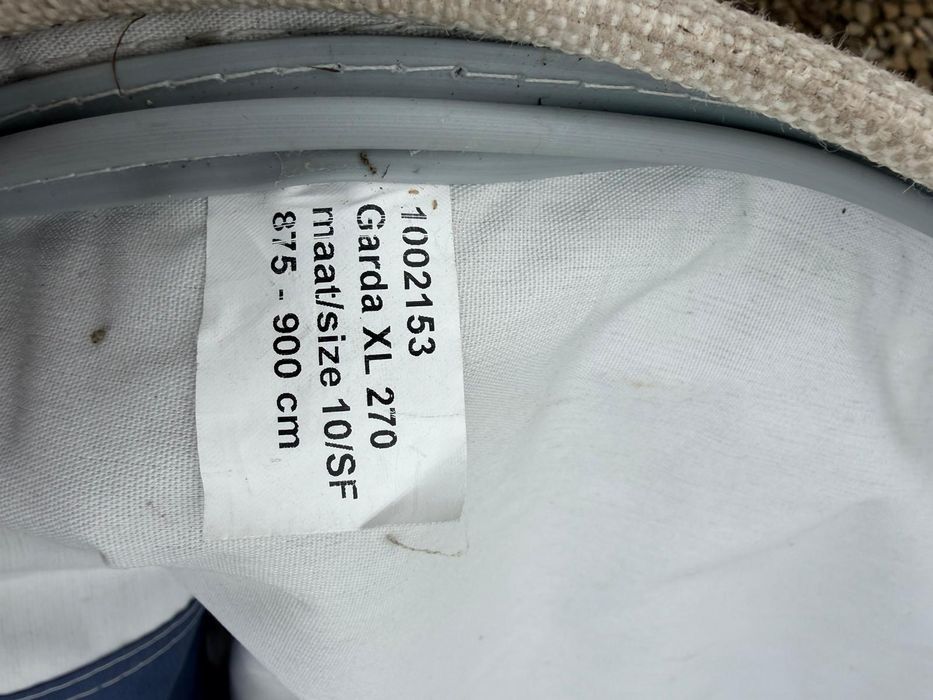 1002153
Garda XL 270
maat/size 10/SF
875 - 900 cm